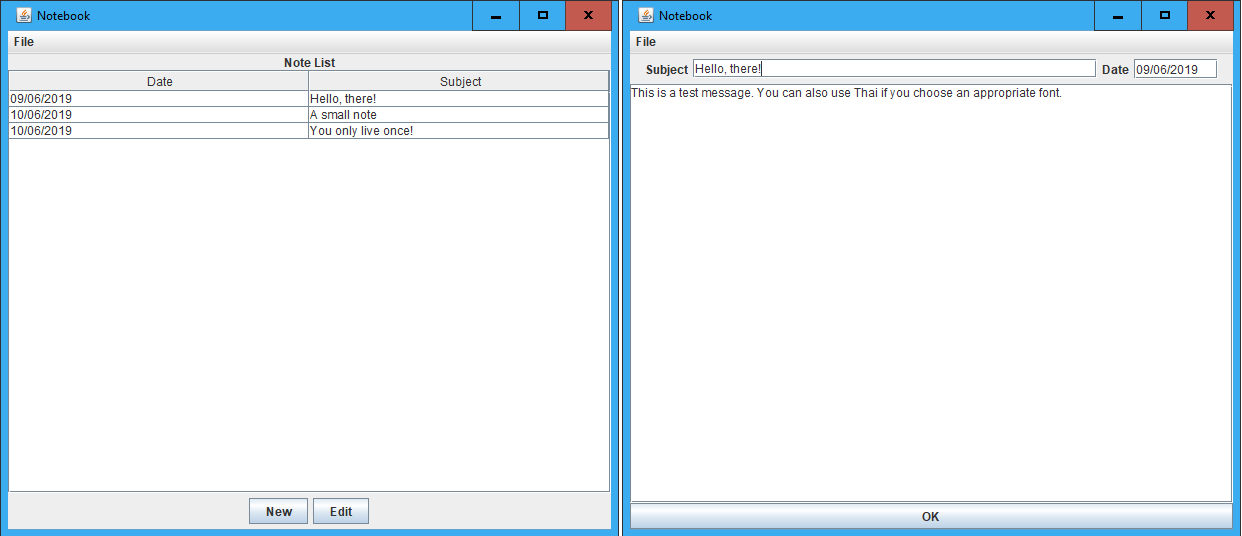 Notebook
File
Note List
Date Subject
09/06/2019 Hello, there!
10/06/2019 A small note
10/06/2019 You only live once!
New Edit
Notebook
File
Subject Hello, there! Date 09/06/2019
This is a test message. You can also use Thai if you choose an appropriate font.
OK